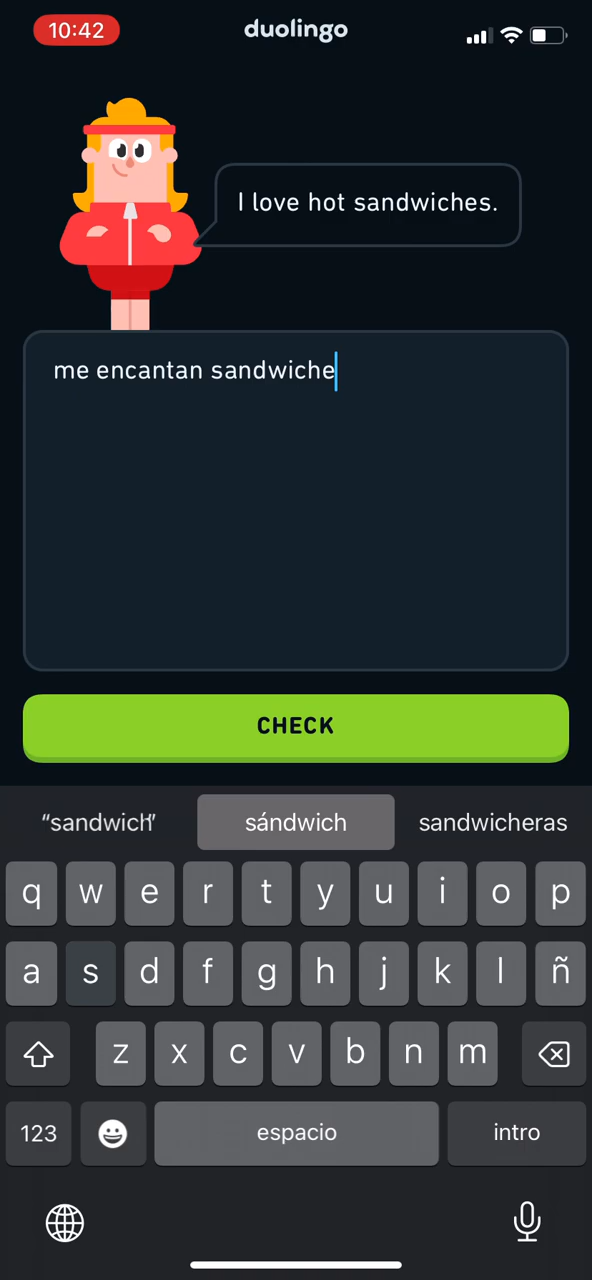 10:42
duolingo
I love hot sandwiches.
me encantan sandwiche
CHECK
“sandwich” sándwich sandwicheras
q w e r t y u i o p
a s d f g h j k l ñ
z x c v b n m
123 espacio intro